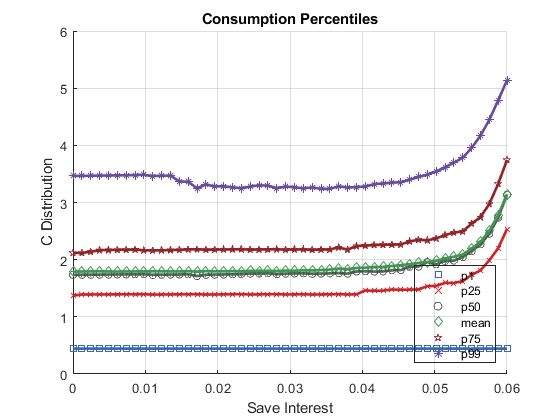 Consumption Percentiles
6
5
4
3
2
1
0
C Distribution
p25
p50
mean
p75
p99
0 0.01 0.02 0.03 0.04 0.05 0.06
Save Interest